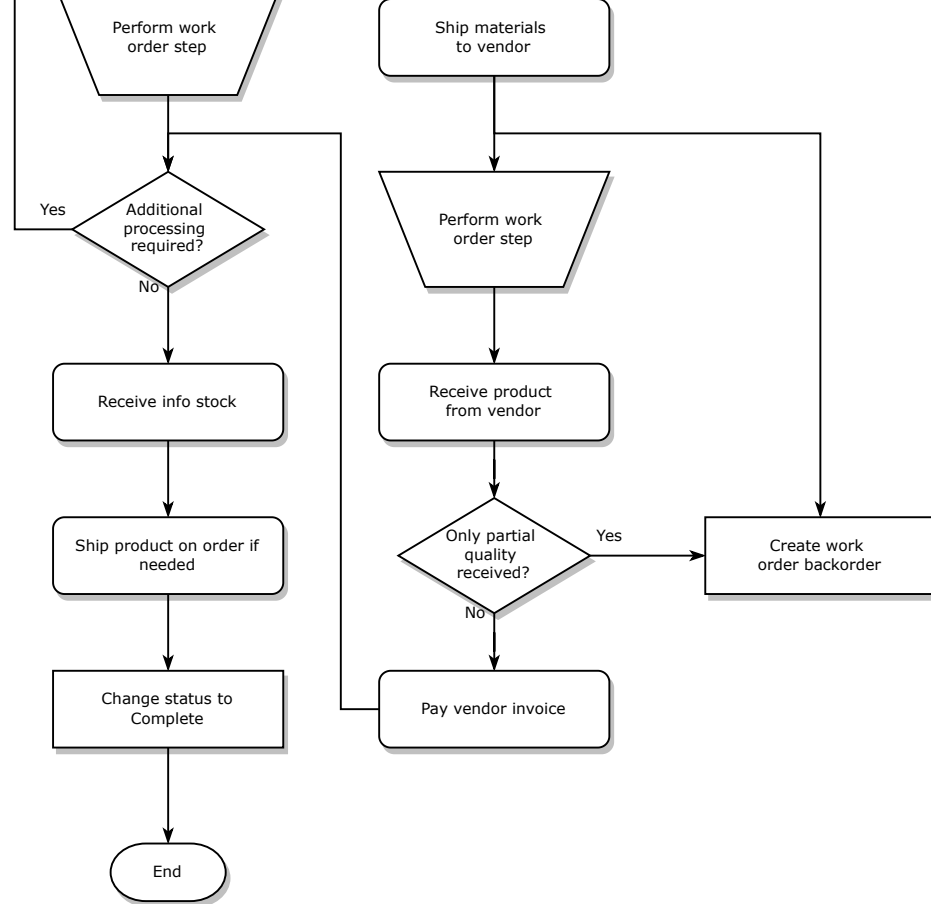 Perform work
order step
Ship materials
to vendor
Yes
Additional
processing
required?
No
Perform work
order step
Receive info stock
Receive product
from vendor
Ship product on order if
needed
Only partial
quality
received?
Yes
No
Create work
order backorder
Change status to
Complete
Pay vendor invoice
End